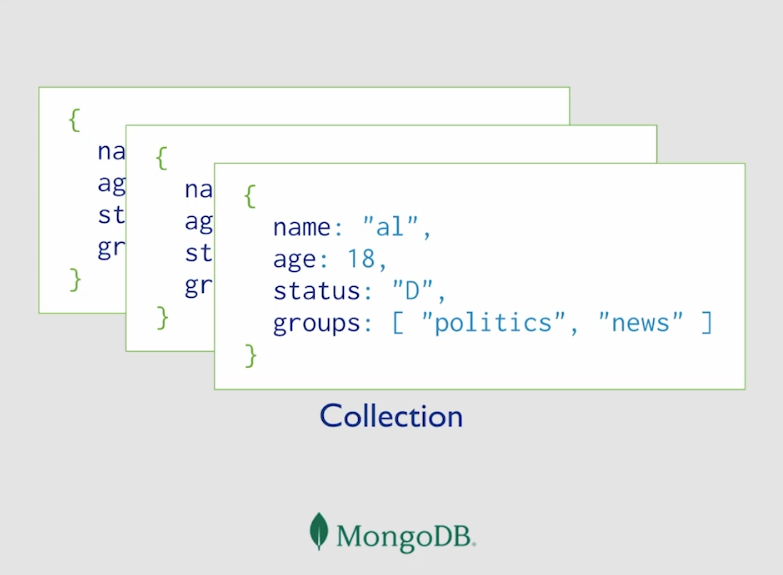 {
na
ag
st
gr
}
{
na
ag
st
gr
}
{
name: "al",
age: 18,
status: "D",
groups: [ "politics", "news" ]
}
Collection
MongoDB.